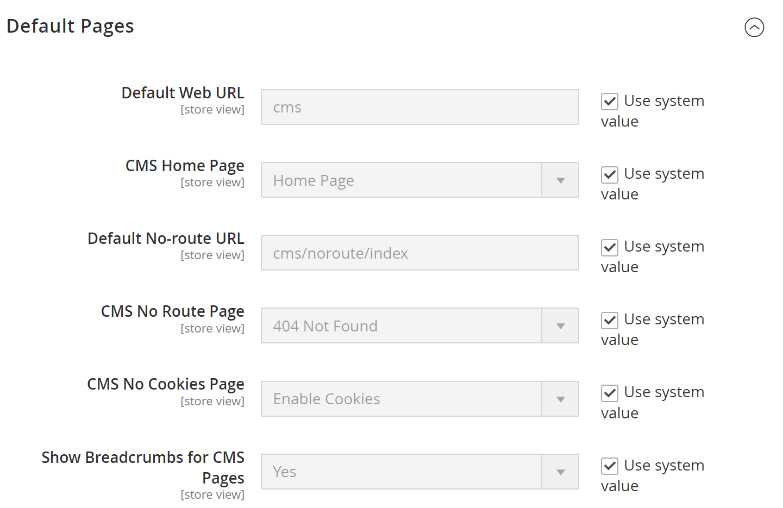 Default Pages
Default Web URL
[store view]
cms
Use system
value
CMS Home Page
[store view]
Home Page
Use system
value
Default No-route URL
[store view]
cms/noroute/index
Use system
value
CMS No Route Page
[store view]
404 Not Found
Use system
value
CMS No Cookies Page
[store view]
Enable Cookies
Use system
value
Show Breadcrumbs for CMS
Pages
[store view]
Yes
Use system
value